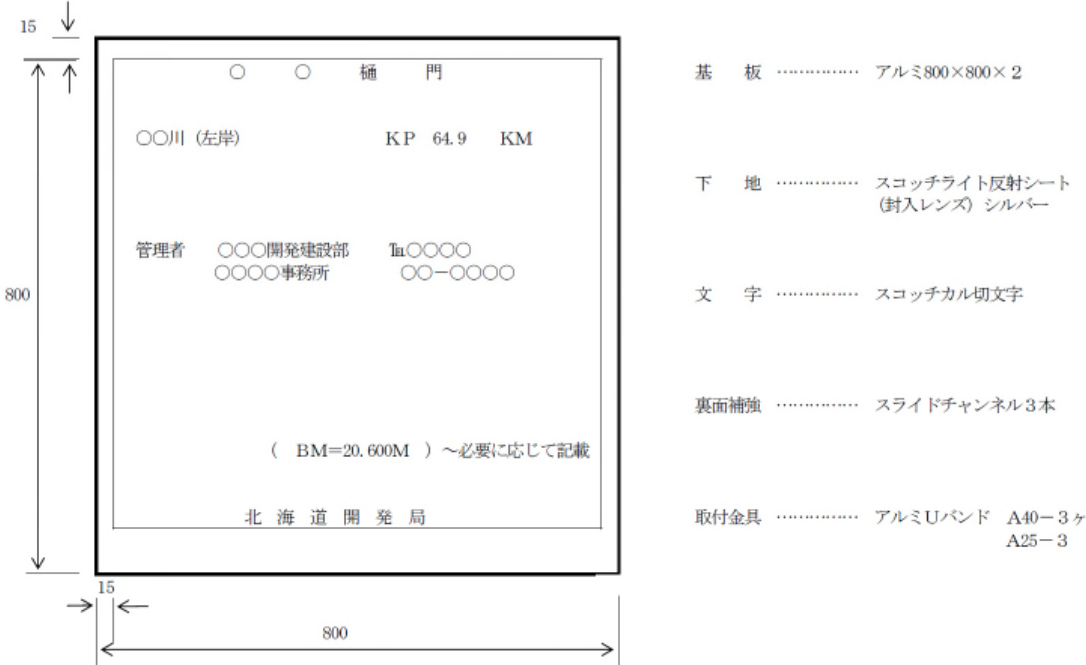 15
○ ○ 樋 門
○○川 (左岸) KP 64.9 KM
管理者 ○○○開発建設部 ℡○○○○
○○○○事務所 ○○－○○○○
800
( BM=20.600M ) ～必要に応じて記載
北 海 道 開 発 局
15
800
基 板 …………… アルミ800×800×2
下 地 …………… スコッチライト反射シート
(封入レンズ) シルバー
文 字 …………… スコッチカル切文字
裏面補強 …………… スライドチャンネル3本
取付金具 …………… アルミUバンド A40－3ヶ
A25－3